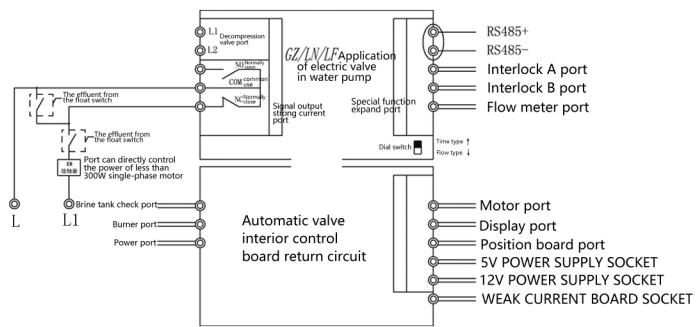 L1 Decompression
valve port
L2
GZ/LN/LF Application
of electric valve
in water pump
NO Normally
open
COM common
use
NC Normally
close
Signal output
strong current
port
Special function
expand port
RS485+
RS485-
Interlock A port
Interlock B port
Flow meter port
Dial switch
Time type ↑
Flow type ↓
The effluent from
the float switch
The effluent from
the float switch
KM
接触器
Port can directly control
the power of less than
300W single-phase motor
L
L1
Brine tank check port
Burner port
Power port
Automatic valve
interior control
board return circuit
Motor port
Display port
Position board port
5V POWER SUPPLY SOCKET
12V POWER SUPPLY SOCKET
WEAK CURRENT BOARD SOCKET